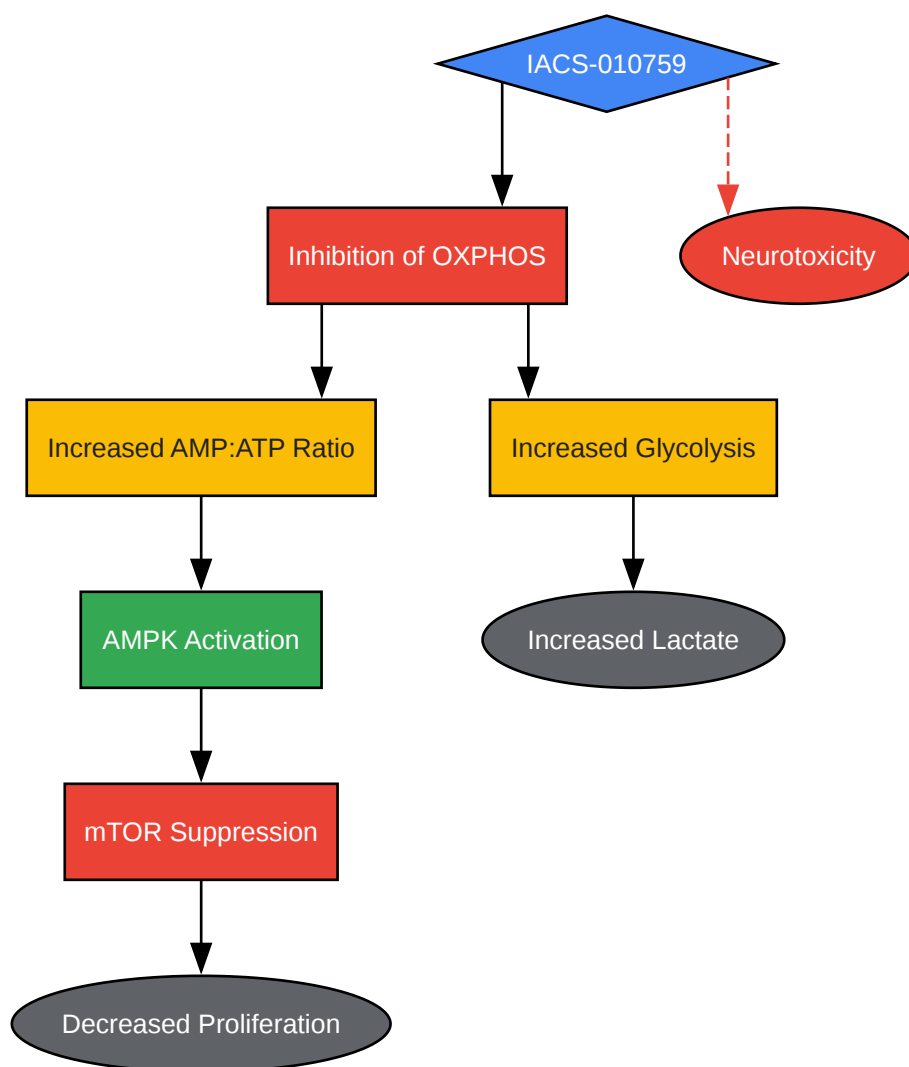 IACS-010759
Inhibition of OXPHOS
Neurotoxicity
Increased AMP:ATP Ratio
Increased Glycolysis
AMPK Activation
Increased Lactate
mTOR Suppression
Decreased Proliferation